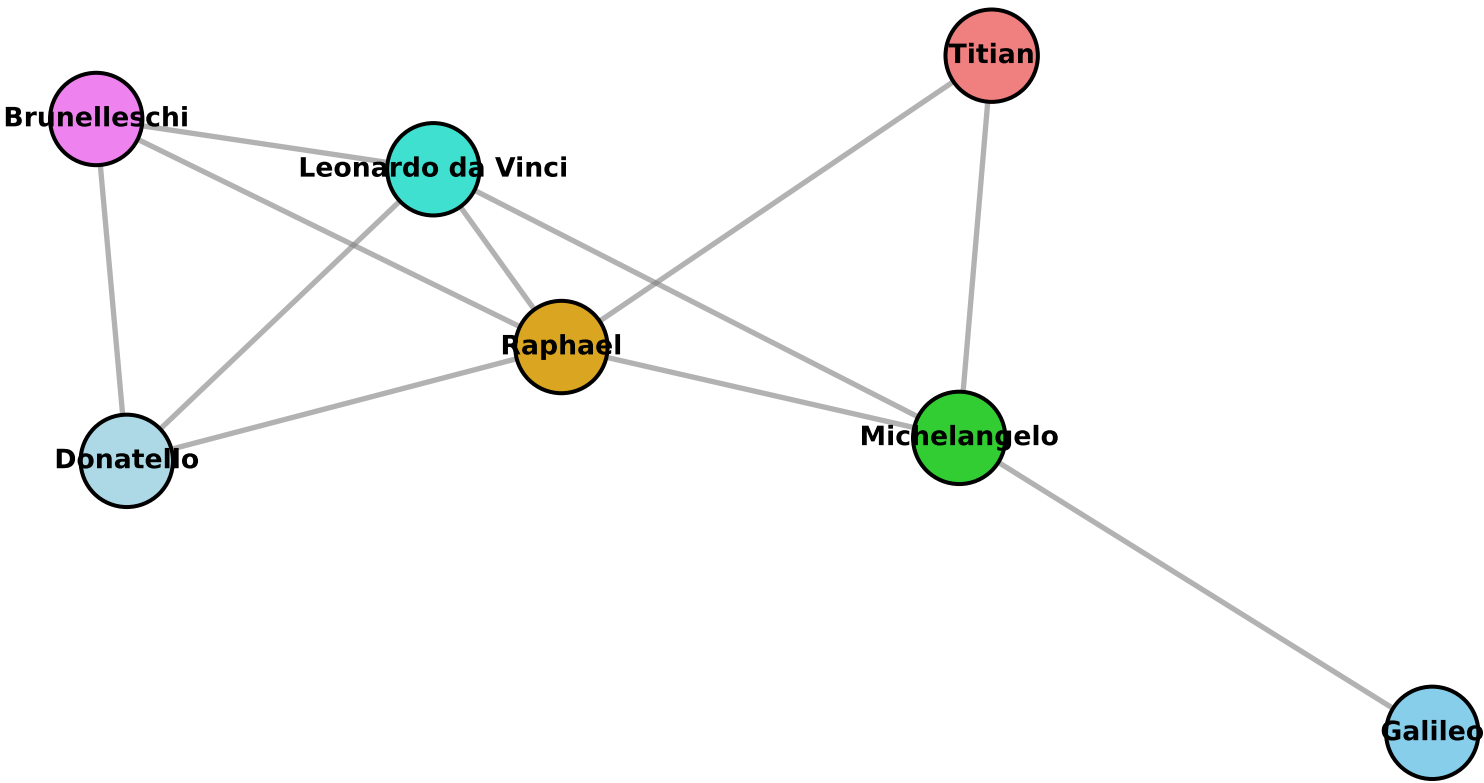 Titian
Brunelleschi
Leonardo da Vinci
Raphael
Michelangelo
Donatello
Galileo